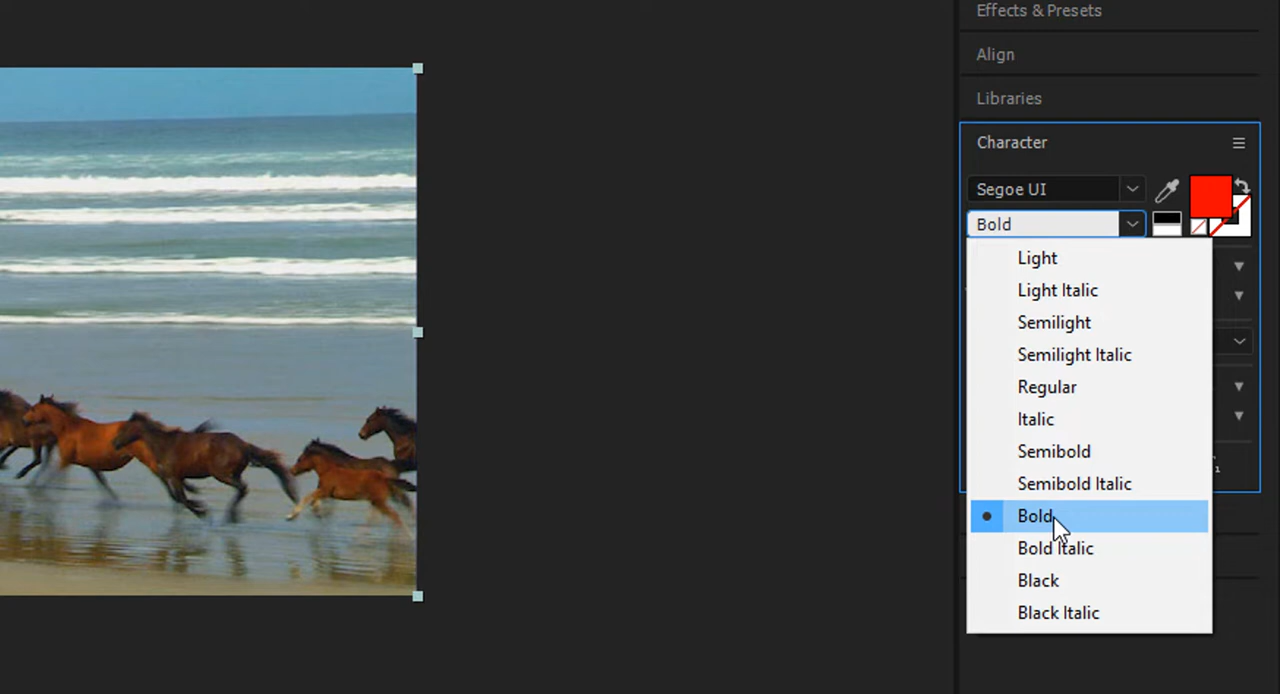 Effects & Presets
Align
Libraries
Character
Segoe UI
Bold
Light
Light Italic
Semilight
Semilight Italic
Regular
Italic
Semibold
Semibold Italic
Bold
Bold Italic
Black
Black Italic